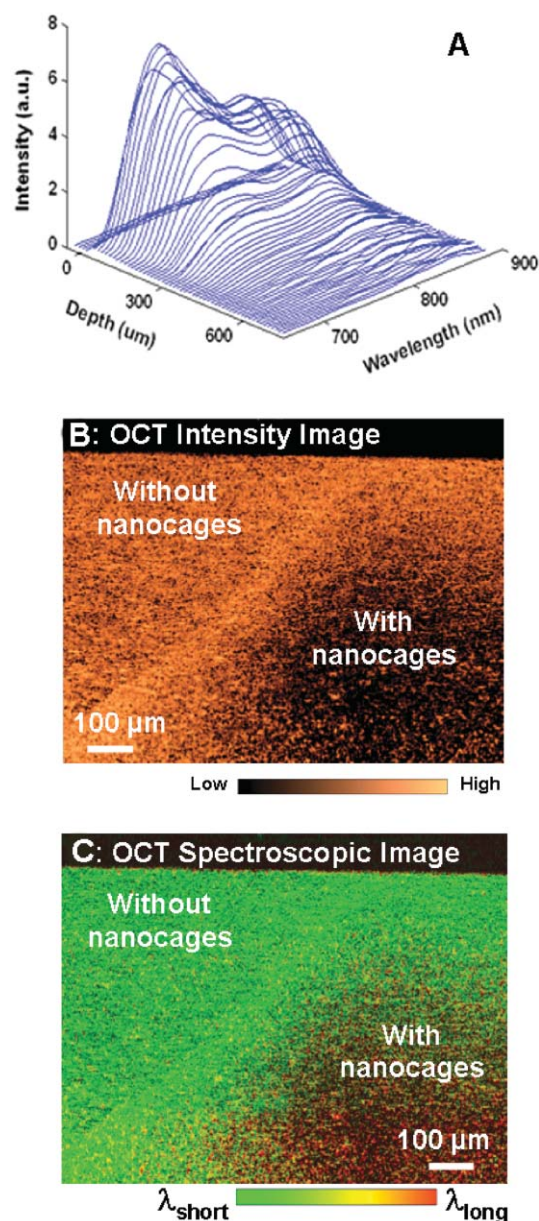 A
8
6
4
2
0
Intensity (a.u.)
0
300
600
Depth (um)
700
800
900
Wavelength (nm)
B: OCT Intensity Image
Without
nanocages
With
nanocages
100 µm
Low
High
C: OCT Spectroscopic Image
Without
nanocages
With
nanocages
100 µm
λshort
λlong